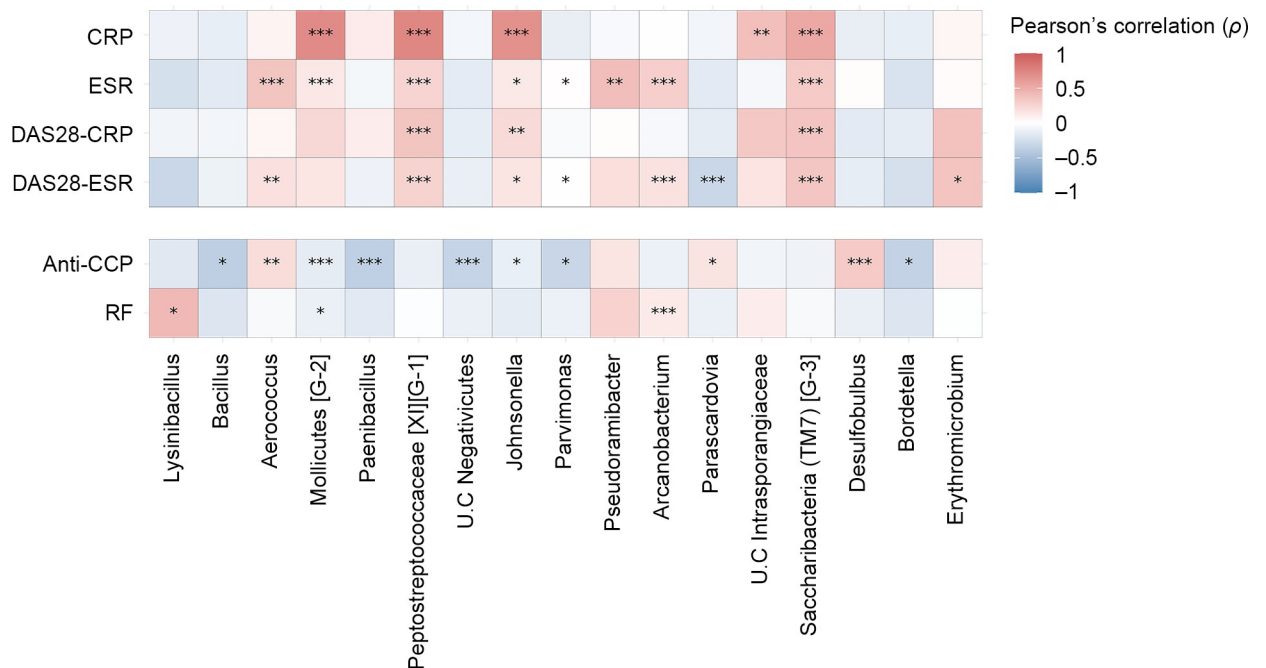 Pearson's correlation (ρ)
1
0.5
0
–0.5
–1
CRP *** *** *** ** ***
ESR *** *** *** * * ** *** ***
DAS28-CRP *** ** ***
DAS28-ESR ** *** * * *** *** *** *
Anti-CCP * ** *** *** *** * * * *** *
RF * * ***
Lysinibacillus
Bacillus
Aerococcus
Mollicutes [G-2]
Paenibacillus
Peptostreptococcaceae [XI][G-1]
U.C Negativicutes
Johnsonella
Parvimonas
Pseudoramibacter
Arcanobacterium
Parascardovia
U.C Intrasporangiaceae
Saccharibacteria (TM7) [G-3]
Desulfobulbus
Bordetella
Erythromicrobium